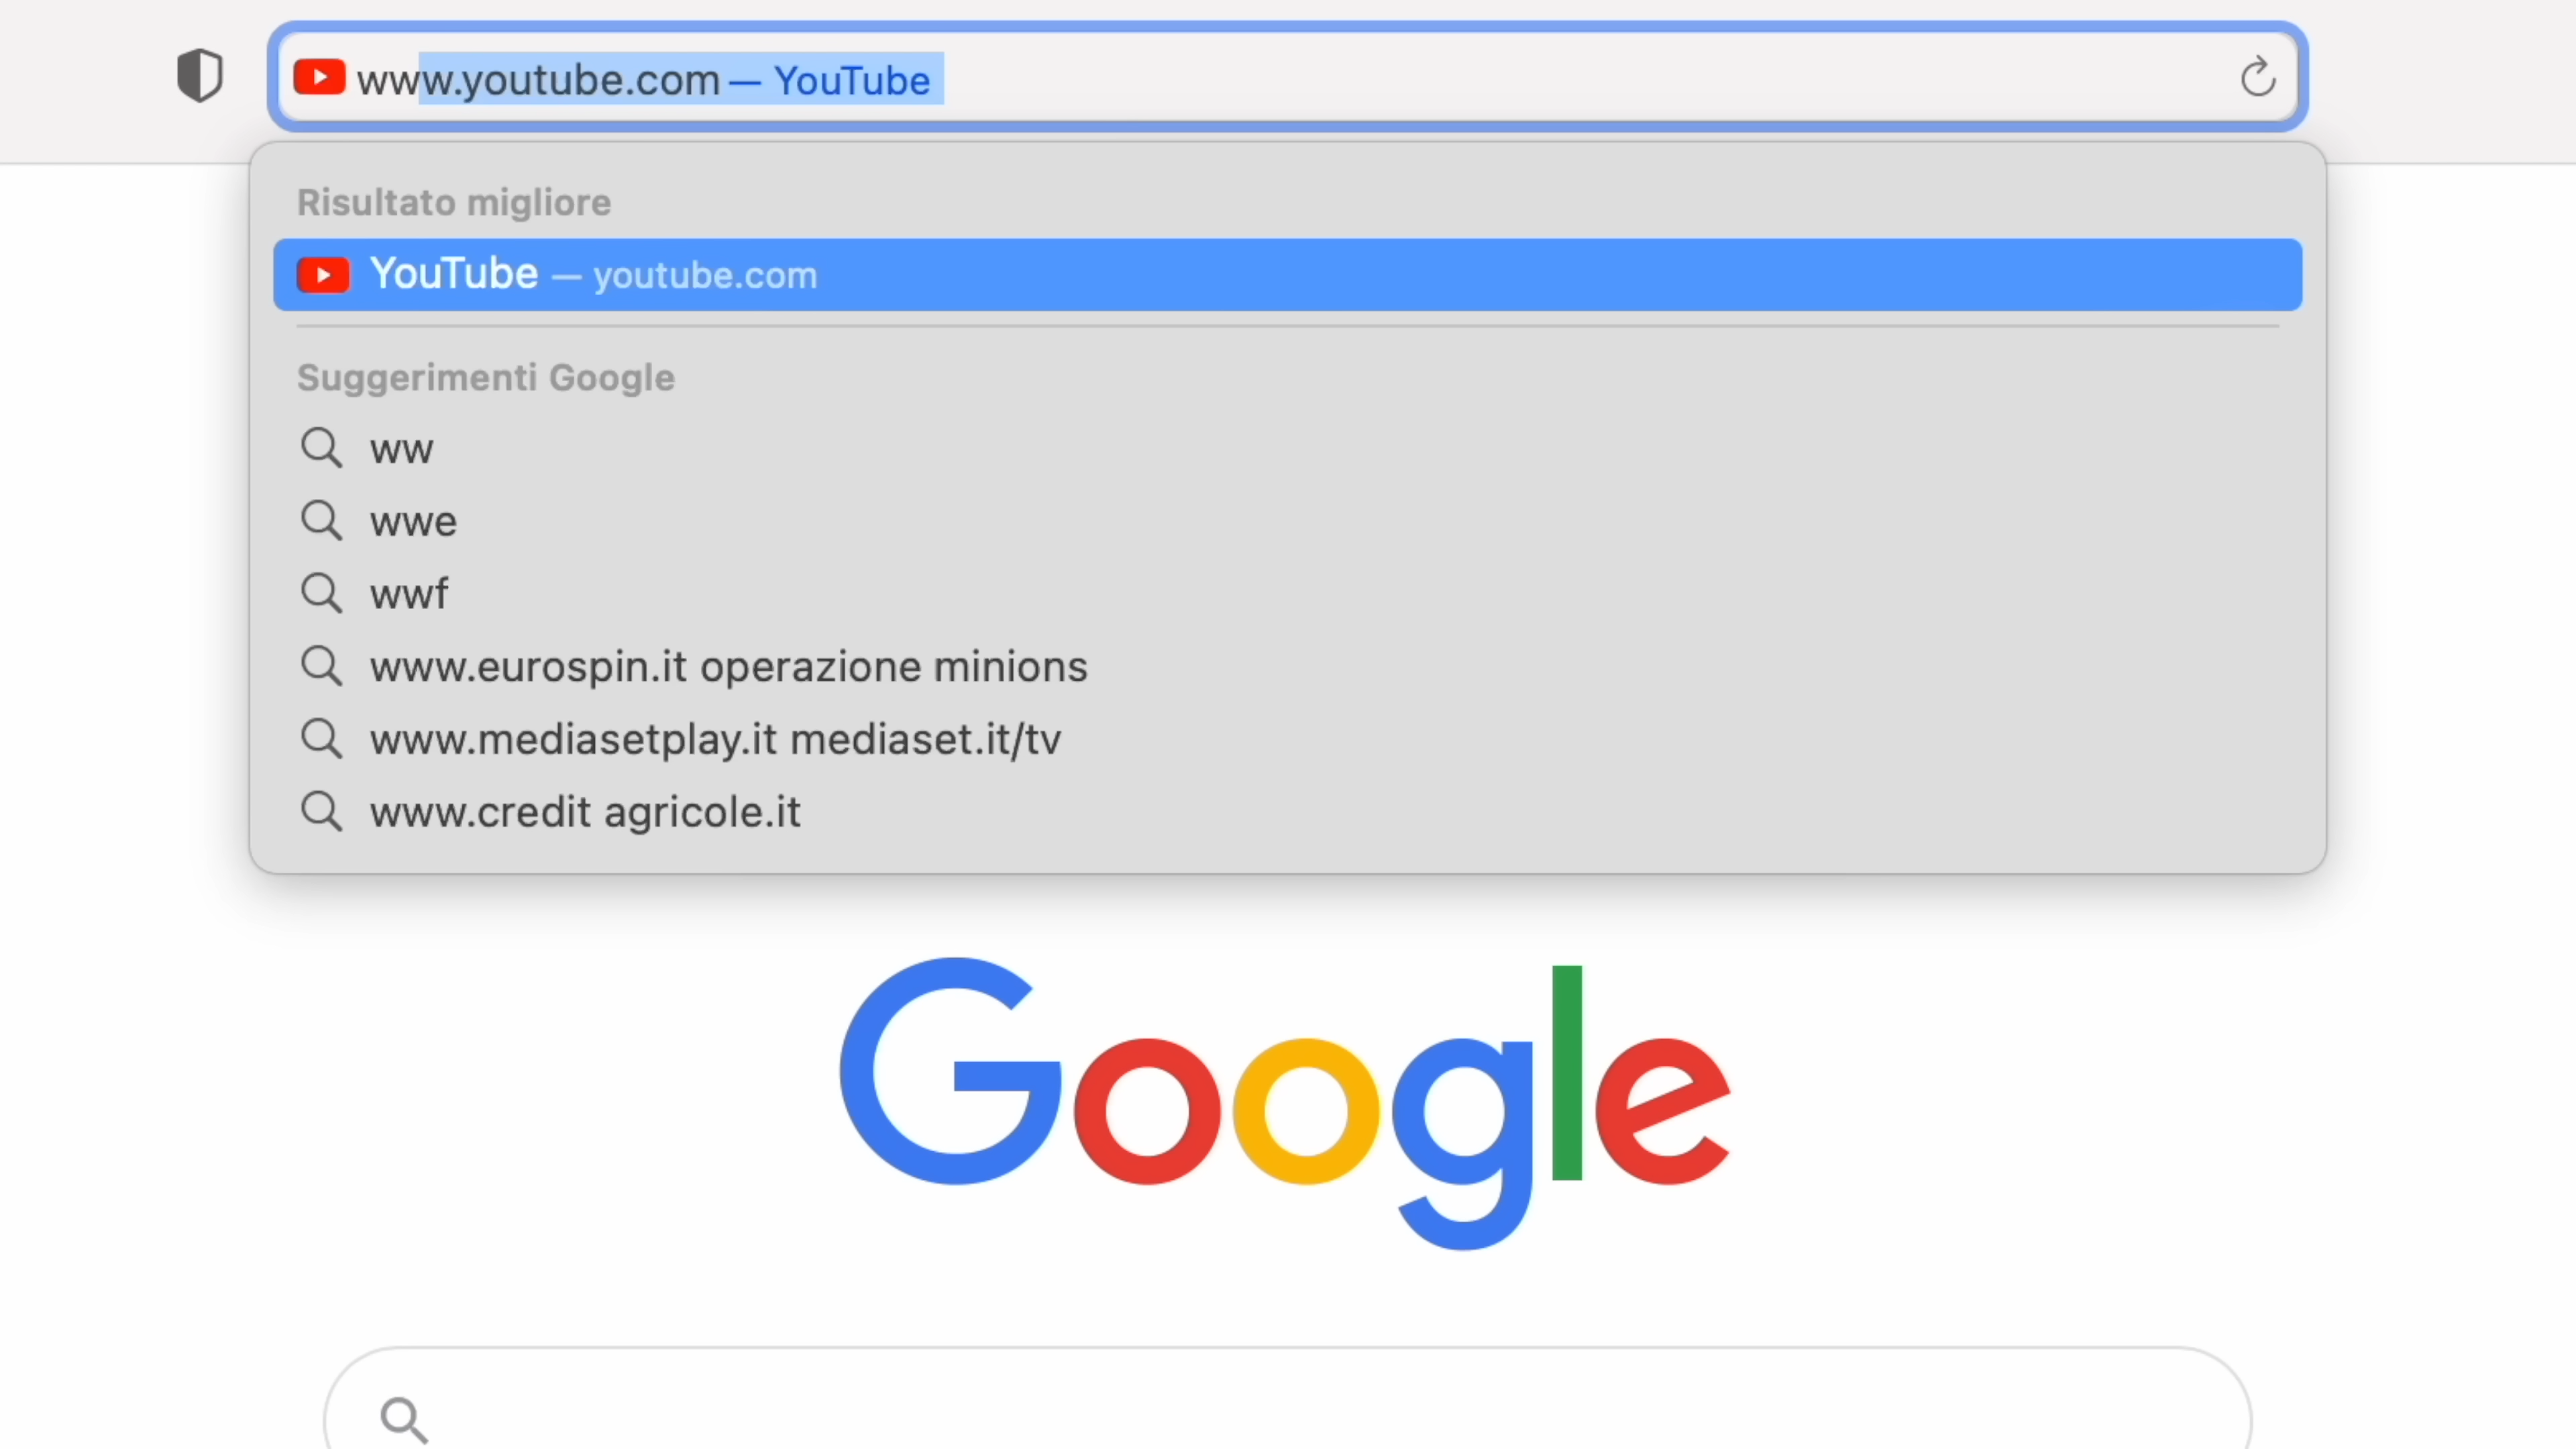 www.youtube.com — YouTube
Risultato migliore
YouTube — youtube.com
Suggerimenti Google
ww
wwe
wwf
www.eurospin.it operazione minions
www.mediasetplay.it mediaset.it/tv
www.credit agricole.it
Google